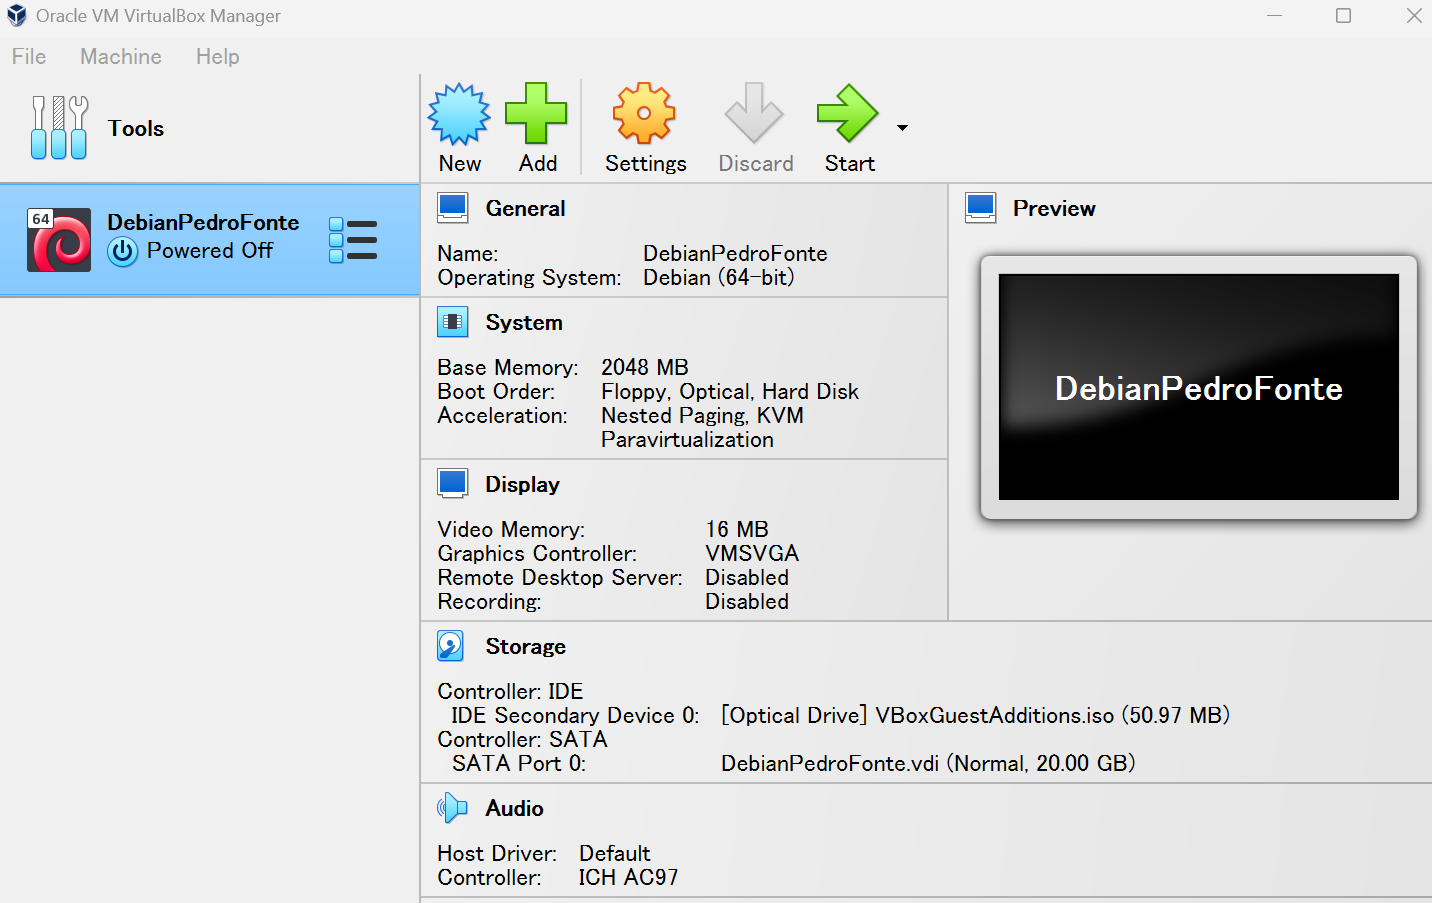 Oracle VM VirtualBox Manager
File Machine Help
Tools
New Add Settings Discard Start
64
DebianPedroFonte
Powered Off
General
Name: DebianPedroFonte
Operating System: Debian (64-bit)
System
Base Memory: 2048 MB
Boot Order: Floppy, Optical, Hard Disk
Acceleration: Nested Paging, KVM
Paravirtualization
Display
Video Memory: 16 MB
Graphics Controller: VMSVGA
Remote Desktop Server: Disabled
Recording: Disabled
Preview
DebianPedroFonte
Storage
Controller: IDE
IDE Secondary Device 0: [Optical Drive] VBoxGuestAdditions.iso (50.97 MB)
Controller: SATA
SATA Port 0: DebianPedroFonte.vdi (Normal, 20.00 GB)
Audio
Host Driver: Default
Controller: ICH AC97